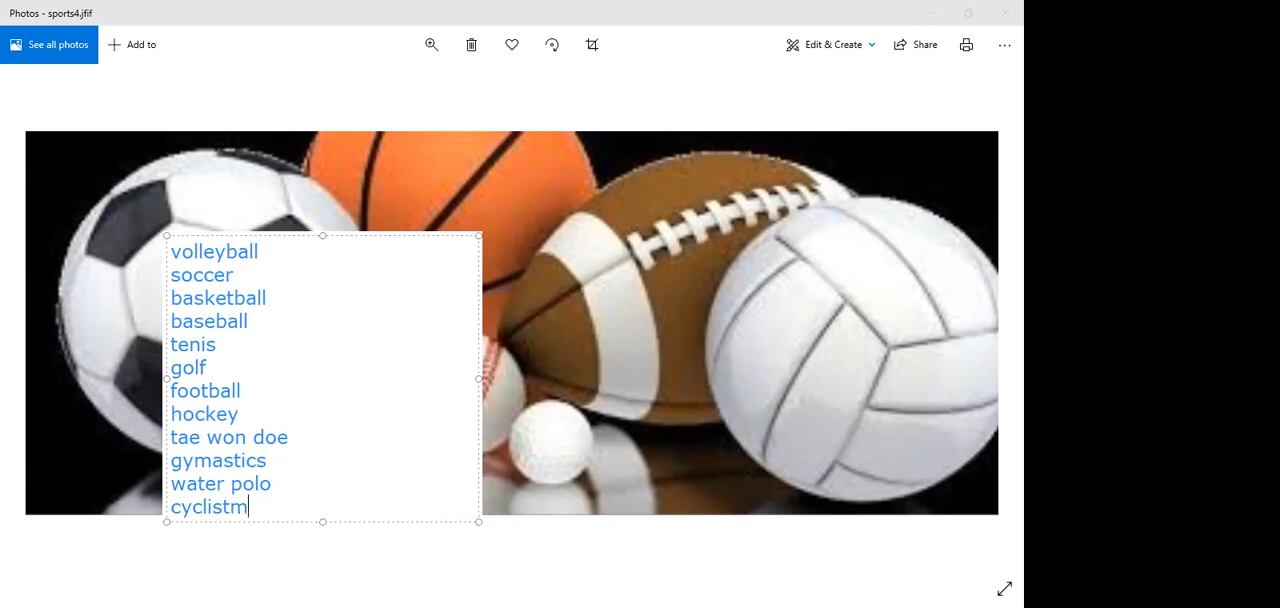 Photos - sports4.jfif
See all photos
Add to
Edit & Create
Share
volleyball
soccer
basketball
baseball
tenis
golf
football
hockey
tae won doe
gymastics
water polo
cyclistm